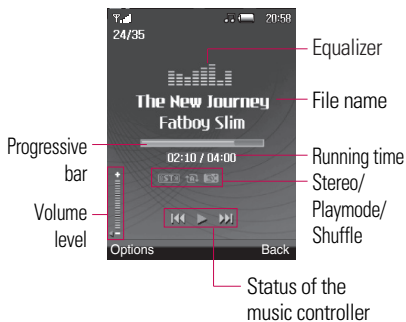 20:58
24/35
Equalizer
The New Journey
File name
Fatboy Slim
Progressive
bar
02:10 / 04:00
Running time
Stereo/
Playmode/
Shuffle
Volume
level
Options
Back
Status of the
music controller